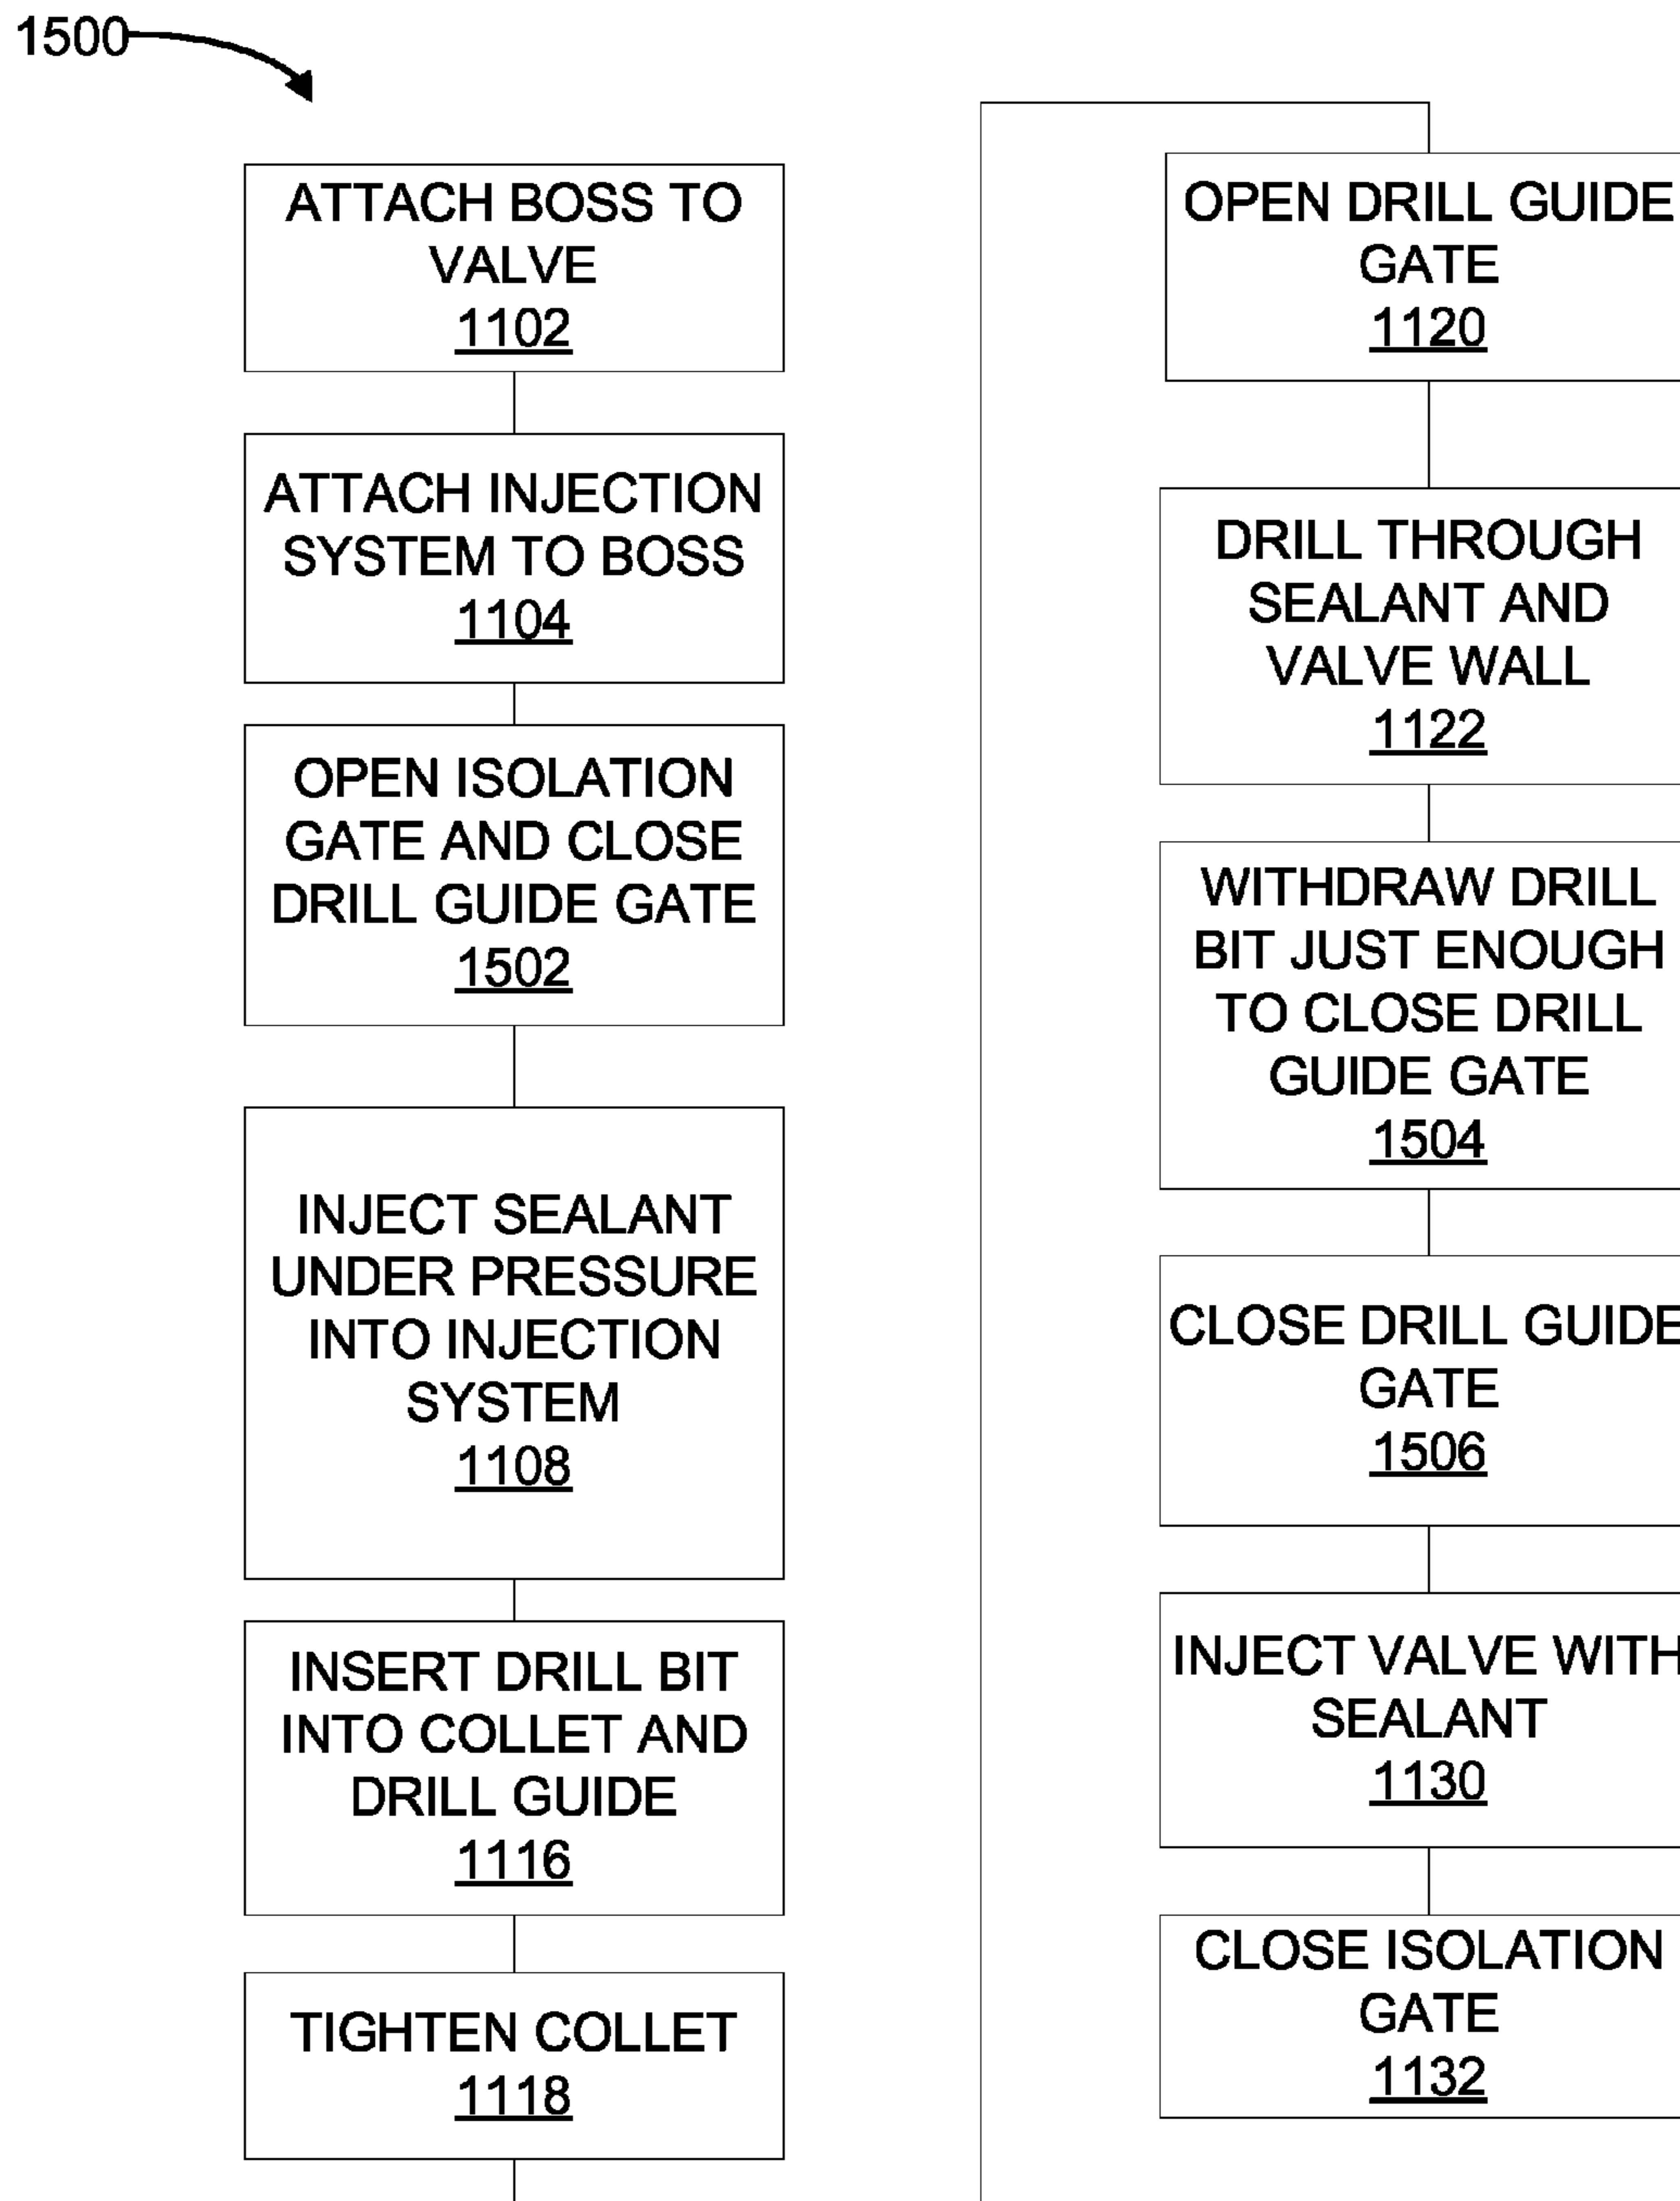 1500
ATTACH BOSS TO
VALVE
1102
ATTACH INJECTION
SYSTEM TO BOSS
1104
OPEN ISOLATION
GATE AND CLOSE
DRILL GUIDE GATE
1502
INJECT SEALANT
UNDER PRESSURE
INTO INJECTION
SYSTEM
1108
INSERT DRILL BIT
INTO COLLET AND
DRILL GUIDE
1116
TIGHTEN COLLET
1118
OPEN DRILL GUIDE
GATE
1120
DRILL THROUGH
SEALANT AND
VALVE WALL
1122
WITHDRAW DRILL
BIT JUST ENOUGH
TO CLOSE DRILL
GUIDE GATE
1504
CLOSE DRILL GUIDE
GATE
1506
INJECT VALVE WITH
SEALANT
1130
CLOSE ISOLATION
GATE
1132